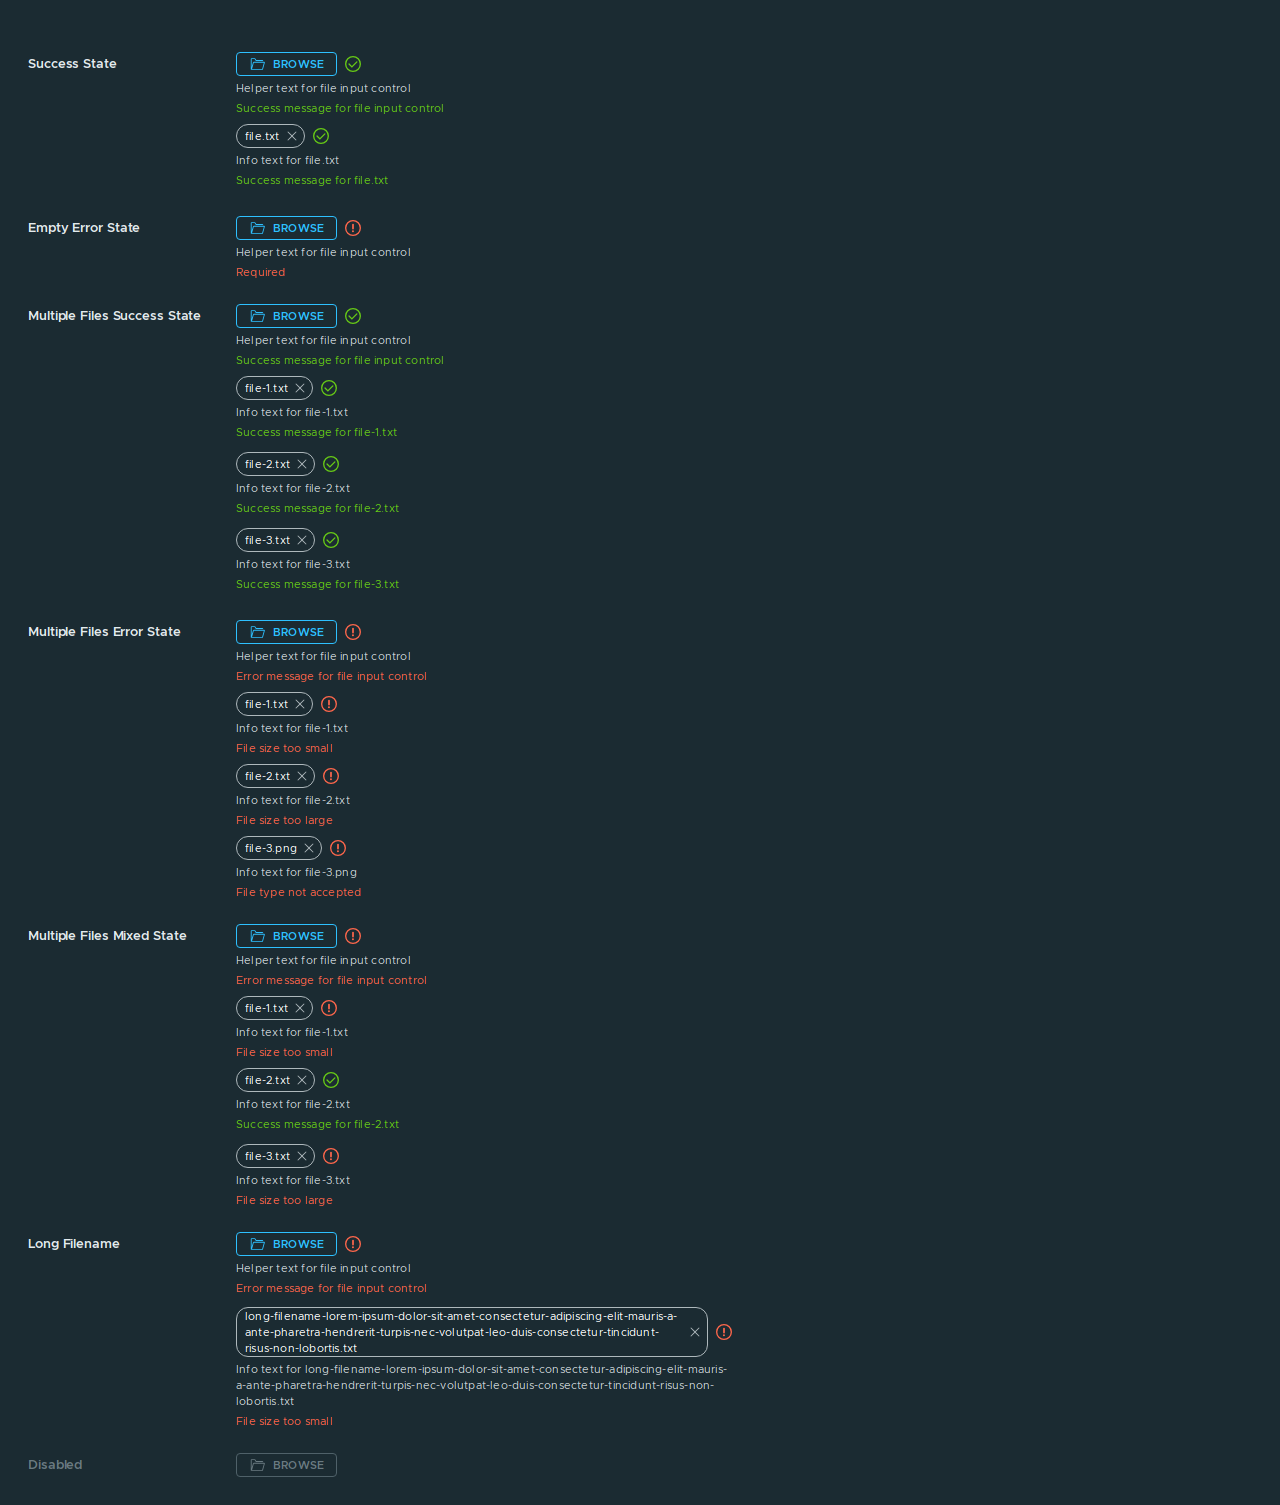 Success State
BROWSE
Helper text for file input control
Success message for file input control
file.txt
Info text for file.txt
Success message for file.txt
Empty Error State
BROWSE
Helper text for file input control
Required
Multiple Files Success State
BROWSE
Helper text for file input control
Success message for file input control
file-1.txt
Info text for file-1.txt
Success message for file-1.txt
file-2.txt
Info text for file-2.txt
Success message for file-2.txt
file-3.txt
Info text for file-3.txt
Success message for file-3.txt
Multiple Files Error State
BROWSE
Helper text for file input control
Error message for file input control
file-1.txt
Info text for file-1.txt
File size too small
file-2.txt
Info text for file-2.txt
File size too large
file-3.png
Info text for file-3.png
File type not accepted
Multiple Files Mixed State
BROWSE
Helper text for file input control
Error message for file input control
file-1.txt
Info text for file-1.txt
File size too small
file-2.txt
Info text for file-2.txt
Success message for file-2.txt
file-3.txt
Info text for file-3.txt
File size too large
Long Filename
BROWSE
Helper text for file input control
Error message for file input control
long-filename-lorem-ipsum-dolor-sit-amet-consectetur-adipiscing-elit-mauris-a-
ante-pharetra-hendrerit-turpis-nec-volutpat-leo-duis-consectetur-tincidunt-
risus-non-lobortis.txt
Info text for long-filename-lorem-ipsum-dolor-sit-amet-consectetur-adipiscing-elit-mauris-
a-ante-pharetra-hendrerit-turpis-nec-volutpat-leo-duis-consectetur-tincidunt-risus-non-
lobortis.txt
File size too small
Disabled
BROWSE